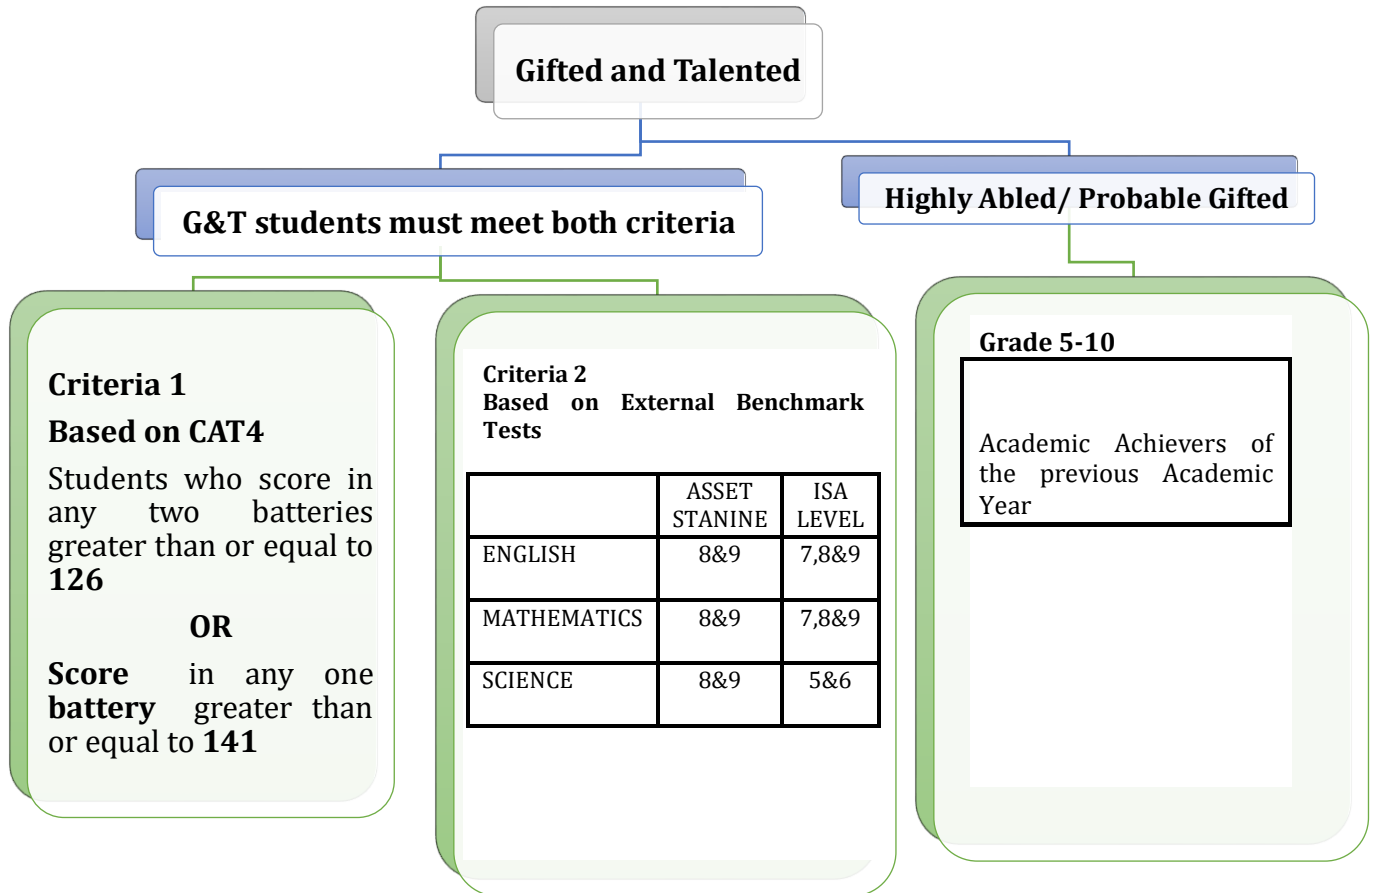 Gifted and Talented
G&T students must meet both criteria
Highly Abled/ Probable Gifted
Criteria 1
Based on CAT4
Students who score in
any two batteries
greater than or equal to
126
OR
Score in any one
battery greater than
or equal to 141
Criteria 2
Based on External Benchmark
Tests
ASSET ISA
STANINE LEVEL
ENGLISH 8&9 7,8&9
MATHEMATICS 8&9 7,8&9
SCIENCE 8&9 5&6
Grade 5-10
Academic Achievers of
the previous Academic
Year